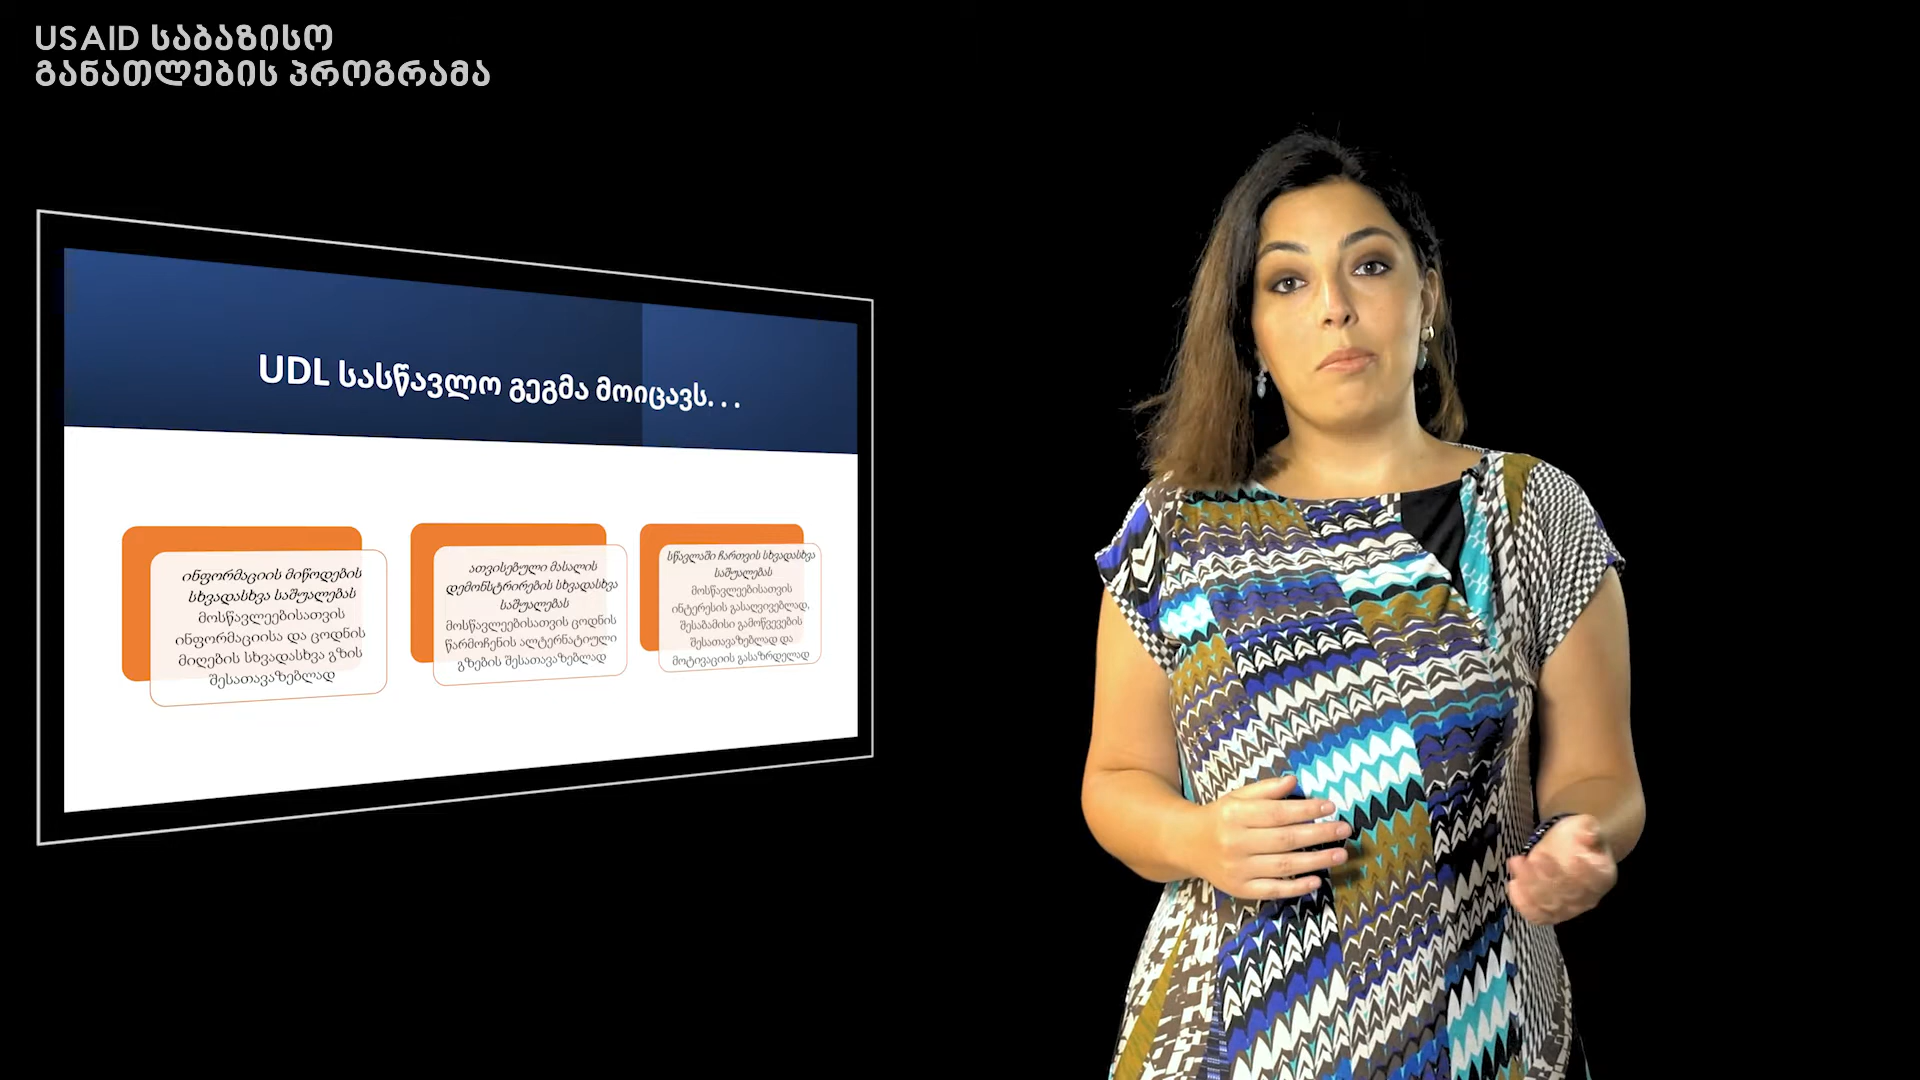 USAID საბაზისო
განათლების პროგრამა
UDL სასწავლო გეგმა მოიცავს. . .
ინფორმაციის მიწოდების
სხვადასხვა საშუალებას
მოსწავლეებისათვის
ინფორმაციისა და ცოდნის
მიღების სხვადასხვა გზის
შესათავაზებლად
ათვისებული მასალის
დემონსტრირების სხვადასხვა
საშუალებას
მოსწავლეებისათვის ცოდნის
წარმოჩენის ალტერნატიული
გზების შესათავაზებლად
სწავლაში ჩართვის სხვადასხვა
საშუალებას
მოსწავლეებისათვის
ინტერესის გასაღვივებლად,
შესაბამისი გამოწვევების
შესათავაზებლად და
მოტივაციის გასაზრდელად